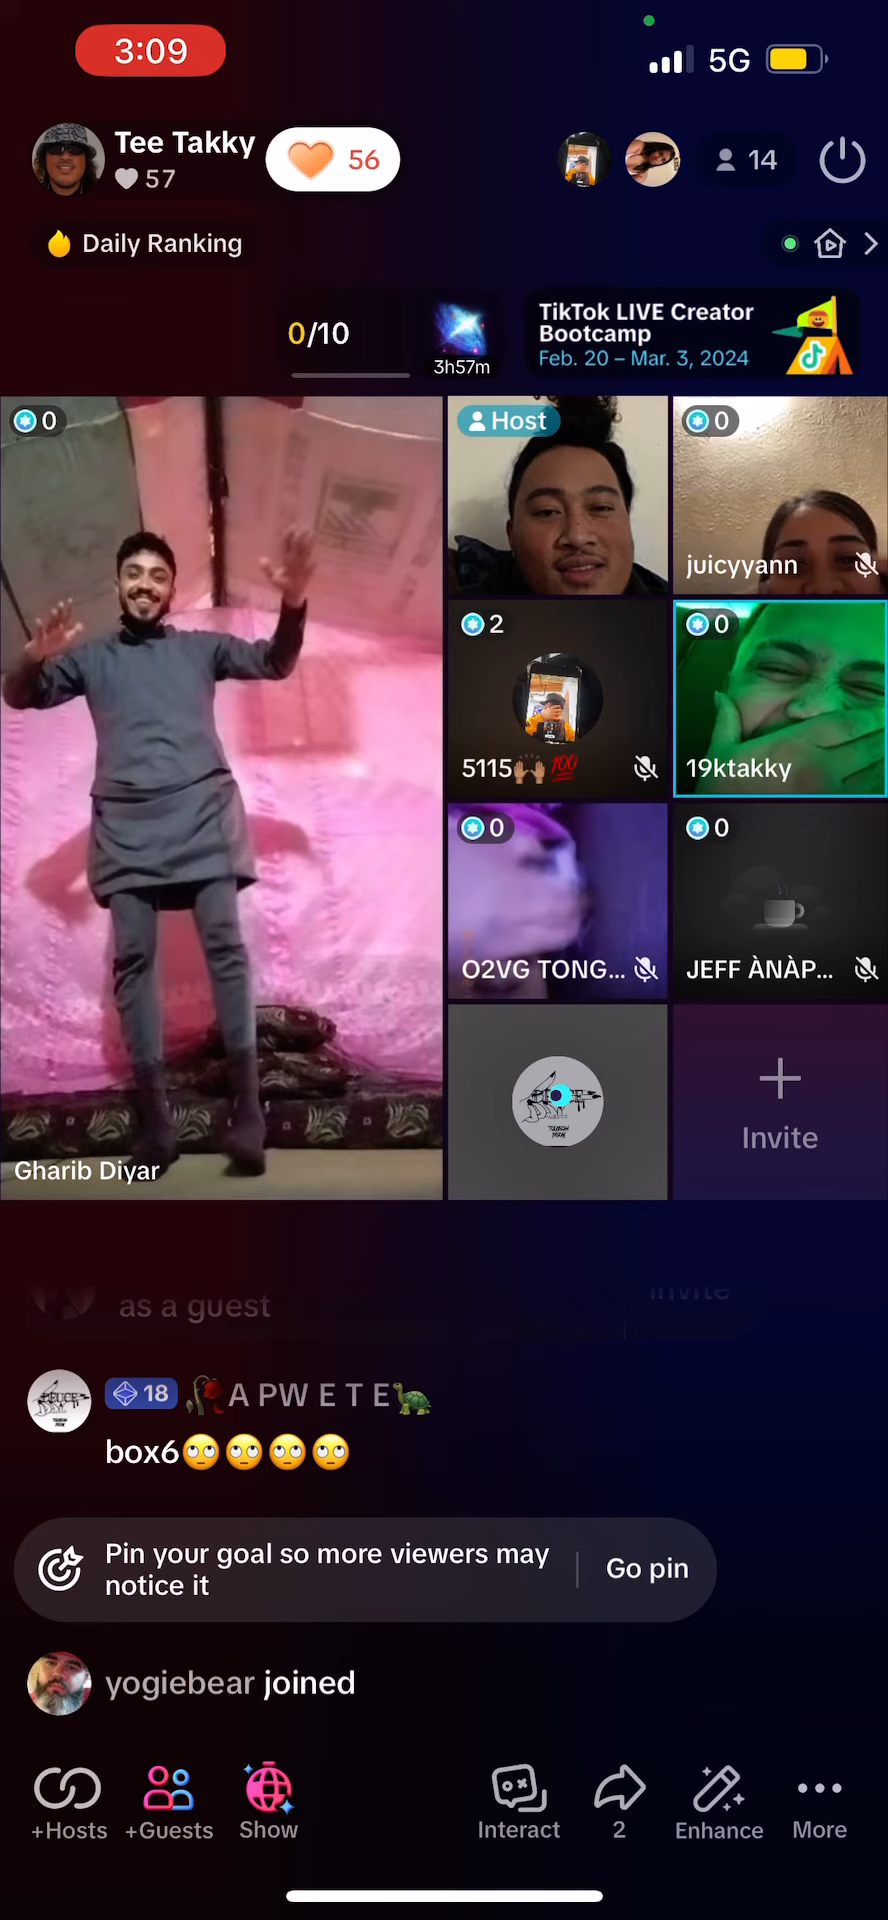 3:09
5G
Tee Takky
57
56
14
Daily Ranking
0/10
3h57m
TikTok LIVE Creator
Bootcamp
Feb. 20 – Mar. 3, 2024
0
Host
0
juicyyann
2
5115🙌🏽💯
0
19ktakky
0
O2VG TONG...
0
JEFF ÀNÀP...
Gharib Diyar
Invite
as a guest
Invite
18 🥀A PW E T E🐢
box6🙄🙄🙄🙄
Pin your goal so more viewers may
notice it
Go pin
yogiebear joined
+Hosts
+Guests
Show
Interact
2
Enhance
More